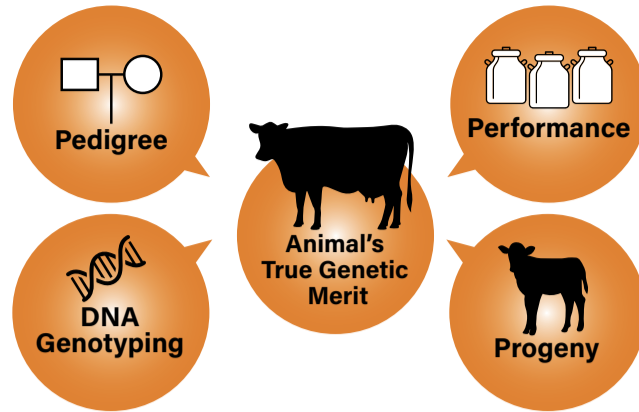 Pedigree
Performance
Animal's
True Genetic
Merit
DNA
Genotyping
Progeny